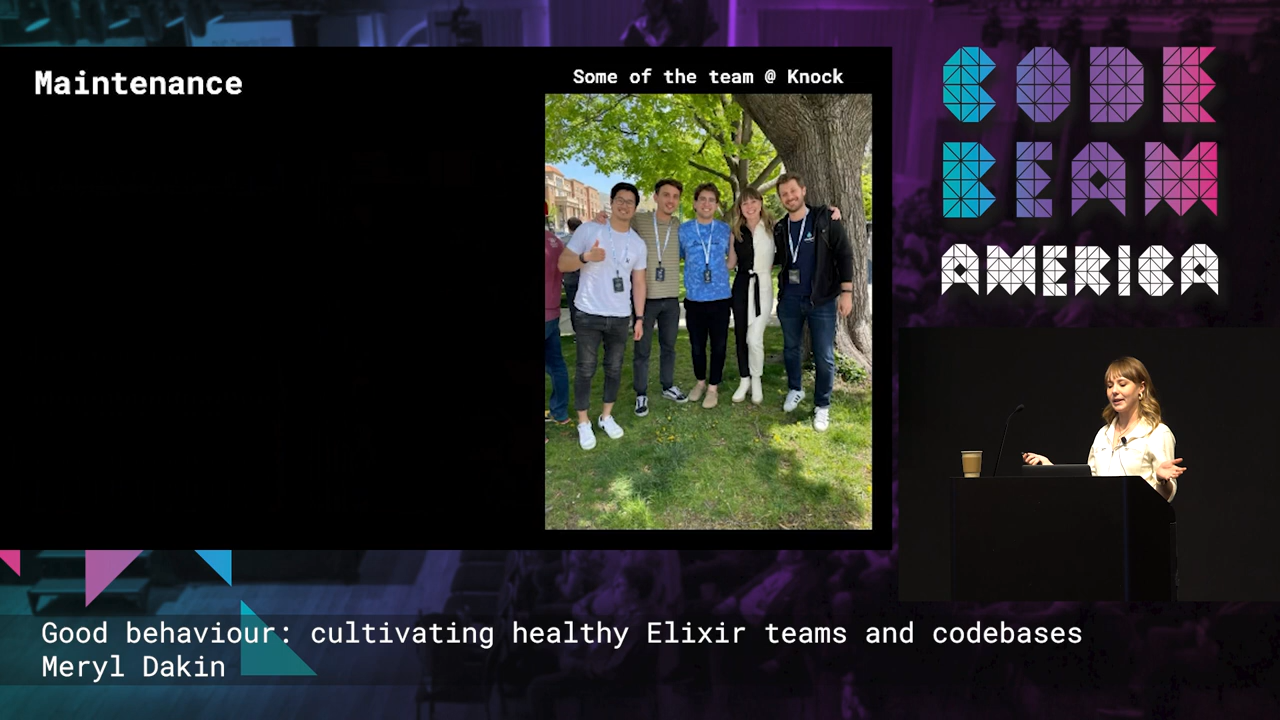 Maintenance
Some of the team @ Knock
CODE
BEAM
AMERICA
Good behaviour: cultivating healthy Elixir teams and codebases
Meryl Dakin